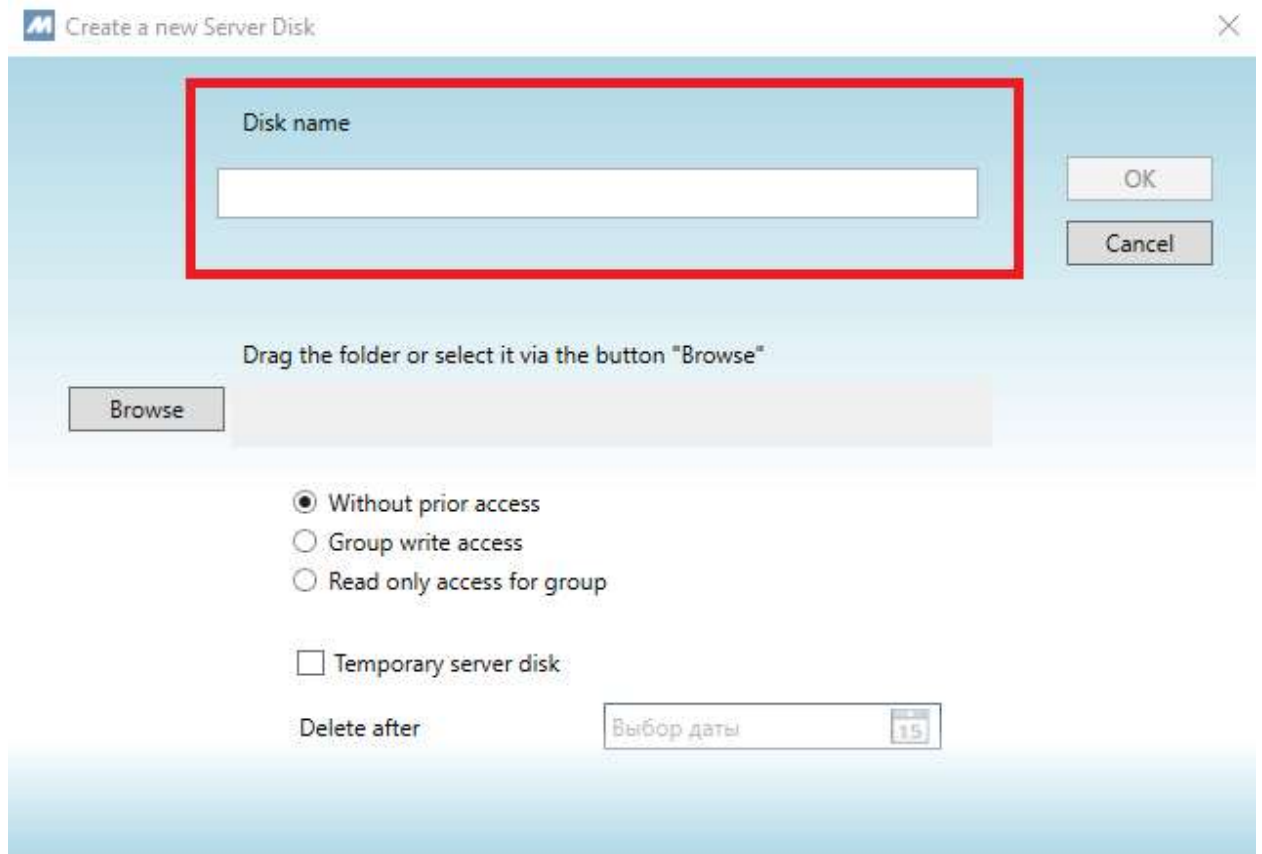 Create a new Server Disk
Disk name
OK
Cancel
Drag the folder or select it via the button "Browse"
Browse
Without prior access
Group write access
Read only access for group
Temporary server disk
Delete after
Выбор даты
15